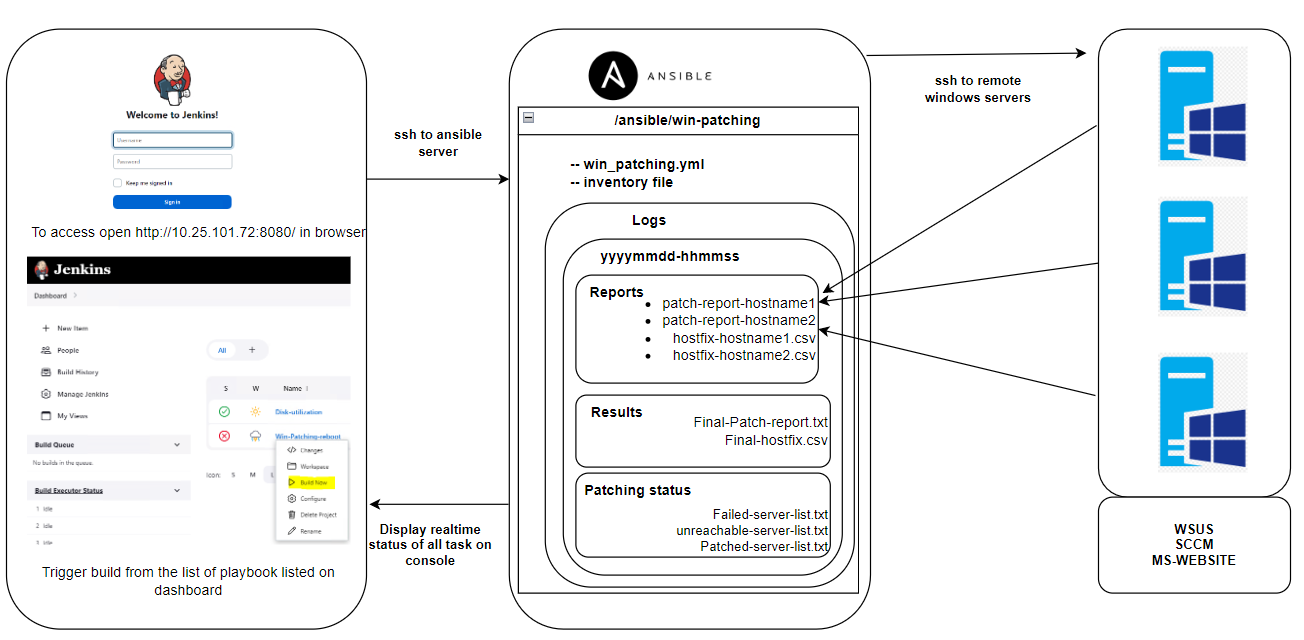 Welcome to Jenkins!
Username
Password
Keep me signed in
Sign in
To access open http://10.25.101.72:8080/ in browser
Jenkins
Dashboard
New Item
People
Build History
Manage Jenkins
My Views
All +
S W Name
Disk-utilization
Win-Patching-reboot
Build Queue
No builds in the queue.
Icon: S M L
Build Executor Status
1 Idle
2 Idle
3 Idle
Changes
Workspace
Build Now
Configure
Delete Project
Rename
Trigger build from the list of playbook listed on
dashboard
ssh to ansible
server
Display realtime
status of all task on
console
A ANSIBLE
/ansible/win-patching
-- win_patching.yml
-- inventory file
Logs
yyyymmdd-hhmmss
Reports
• patch-report-hostname1
• patch-report-hostname2
• hostfix-hostname1.csv
• hostfix-hostname2.csv
Results
Final-Patch-report.txt
Final-hostfix.csv
Patching status
Failed-server-list.txt
unreachable-server-list.txt
Patched-server-list.txt
ssh to remote
windows servers
WSUS
SCCM
MS-WEBSITE